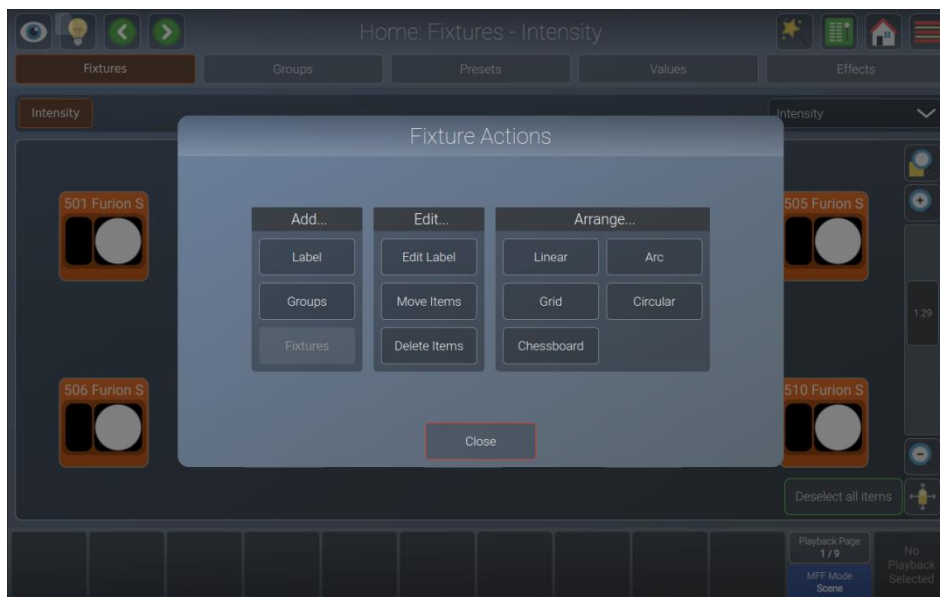 Home: Fixtures - Intensity
Fixtures
Groups
Presets
Values
Effects
Intensity
Intensity
Fixture Actions
501 Furion S
505 Furion S
Add...
Edit...
Arrange...
Label
Edit Label
Linear
Arc
Groups
Move Items
Grid
Circular
1.29
Fixtures
Delete Items
Chessboard
506 Furion S
510 Furion S
Close
Deselect all items
Playback Page
1 / 9
MFF Mode
Scene
No
Playback
Selected